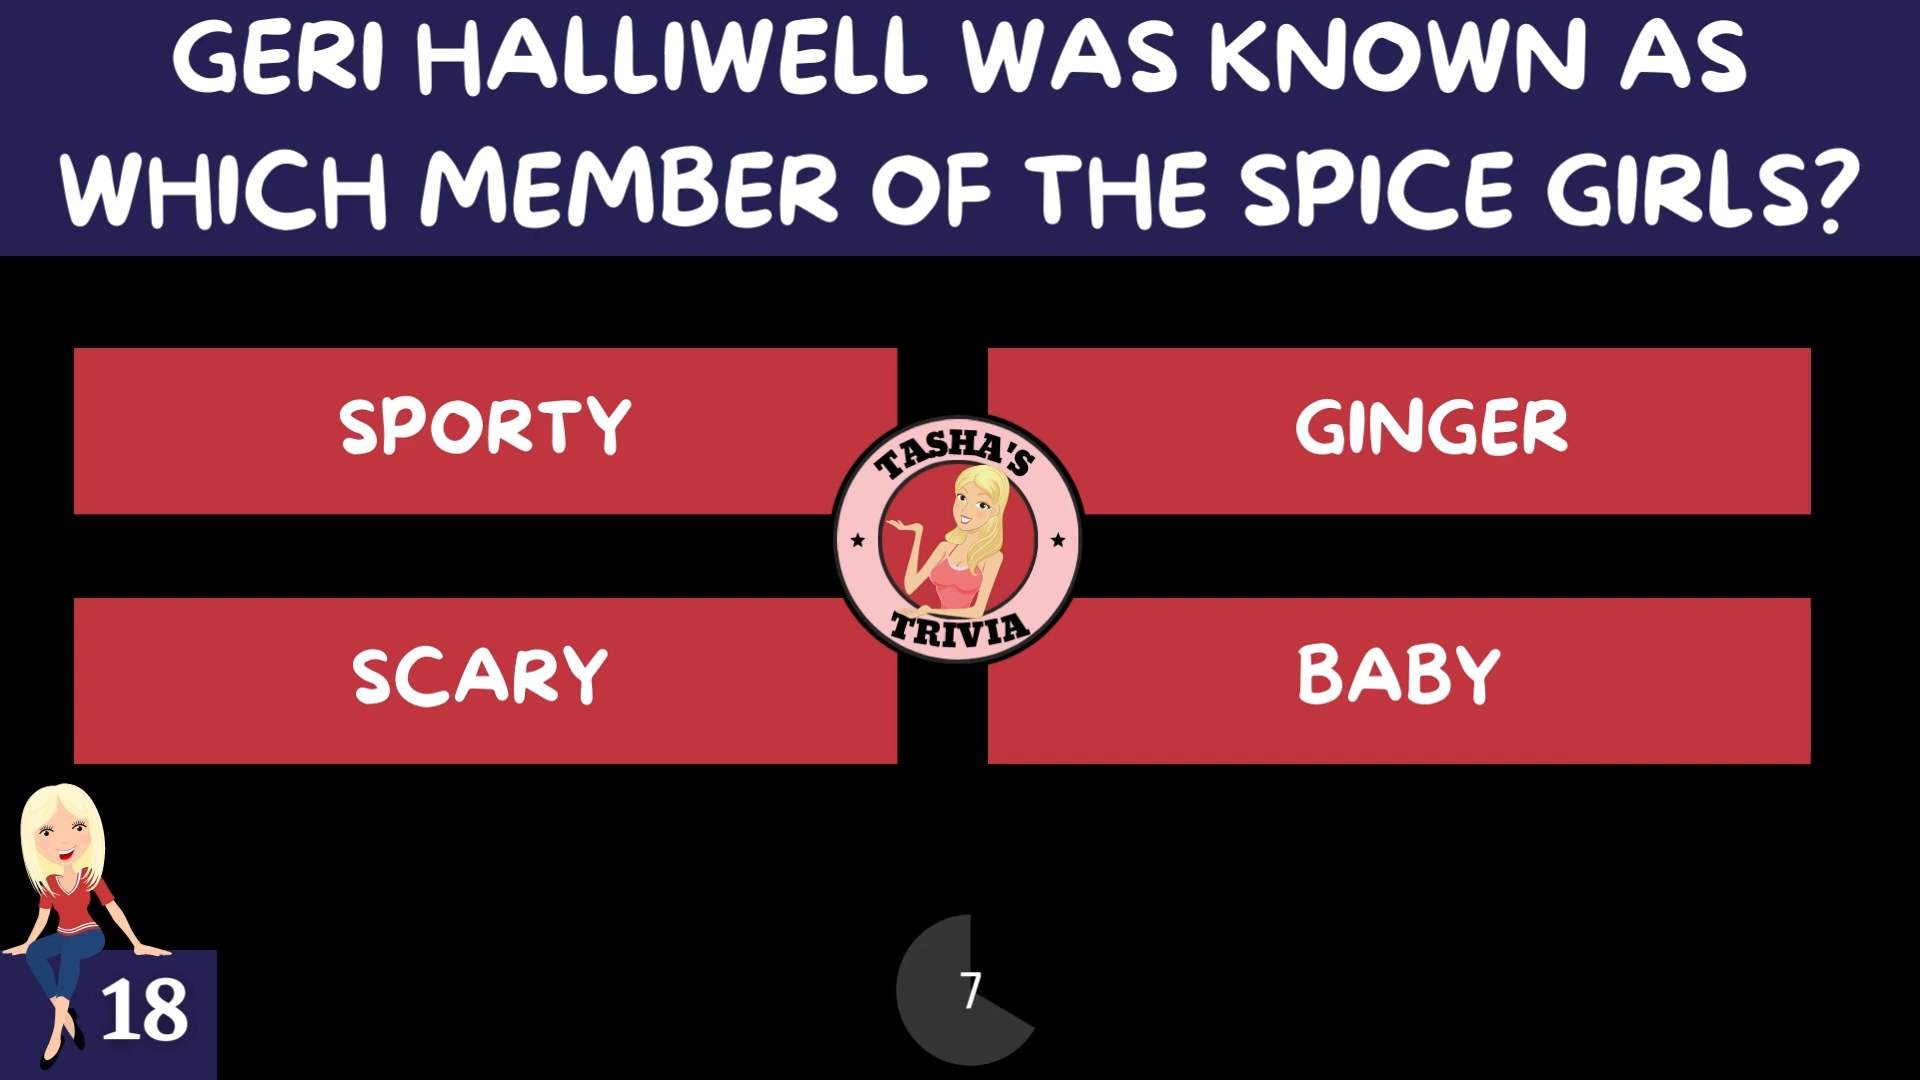 GERI HALLIWELL WAS KNOWN AS
WHICH MEMBER OF THE SPICE GIRLS?
SPORTY
GINGER
TASHA'S
TRIVIA
SCARY
BABY
18
7